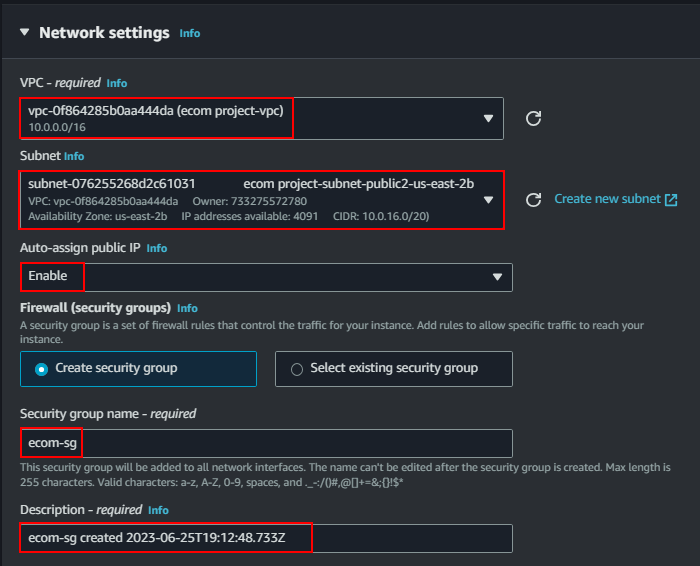 Network settings Info
VPC - required Info
vpc-0f864285b0aa444da (ecom project-vpc)
10.0.0.0/16
Subnet Info
subnet-076255268d2c61031 ecom project-subnet-public2-us-east-2b
VPC: vpc-0f864285b0aa444da Owner: 733275572780
Availability Zone: us-east-2b IP addresses available: 4091 CIDR: 10.0.16.0/20)
Create new subnet
Auto-assign public IP Info
Enable
Firewall (security groups) Info
A security group is a set of firewall rules that control the traffic for your instance. Add rules to allow specific traffic to reach your
instance.
Create security group
Select existing security group
Security group name - required
ecom-sg
This security group will be added to all network interfaces. The name can't be edited after the security group is created. Max length is
255 characters. Valid characters: a-z, A-Z, 0-9, spaces, and ._-:/()#,@[]+=&;{}!$*
Description - required Info
ecom-sg created 2023-06-25T19:12:48.733Z